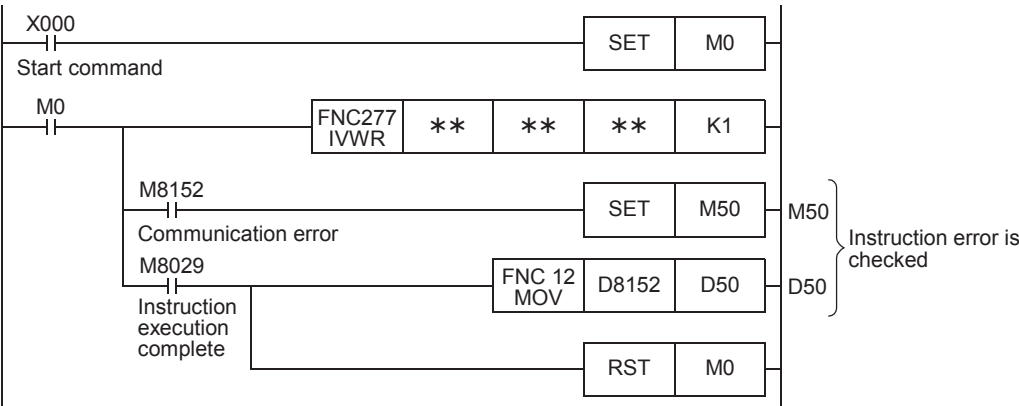 X000
SET M0
Start command
M0
FNC277 ∗∗ ∗∗ ∗∗ K1
IVWR
M8152
SET M50 M50
Communication error
Instruction error is
checked
M8029
FNC 12 D8152 D50 D50
MOV
Instruction
execution
complete
RST M0